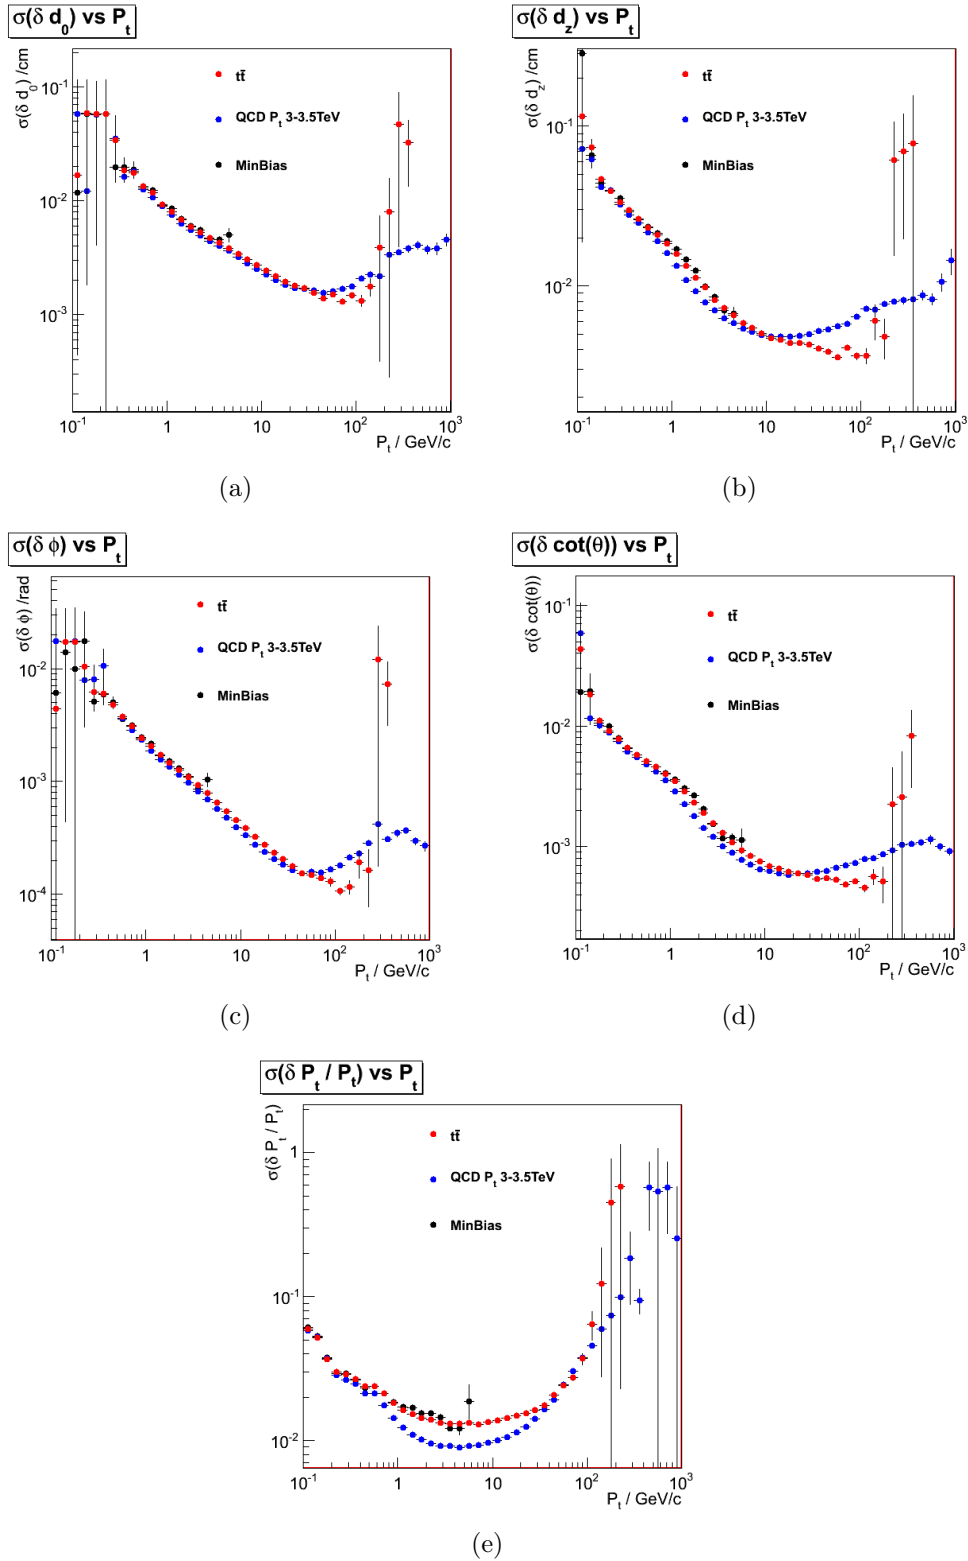 σ(δ d0) vs Pt
σ(δ d0) /cm
10-1
10-2
10-3
tt̄
QCD Pt 3-3.5TeV
MinBias
10-1 1 10 102 103
Pt / GeV/c
(a)
σ(δ dz) vs Pt
σ(δ dz) /cm
10-1
10-2
tt̄
QCD Pt 3-3.5TeV
MinBias
10-1 1 10 102 103
Pt / GeV/c
(b)
σ(δ ϕ) vs Pt
σ(δ ϕ) /rad
10-2
10-3
10-4
tt̄
QCD Pt 3-3.5TeV
MinBias
10-1 1 10 102 103
Pt / GeV/c
(c)
σ(δ cot(θ)) vs Pt
σ(δ cot(θ))
10-1
10-2
10-3
tt̄
QCD Pt 3-3.5TeV
MinBias
10-1 1 10 102 103
Pt / GeV/c
(d)
σ(δ Pt / Pt) vs Pt
σ(δ Pt / Pt)
1
10-1
10-2
tt̄
QCD Pt 3-3.5TeV
MinBias
10-1 1 10 102 103
Pt / GeV/c
(e)